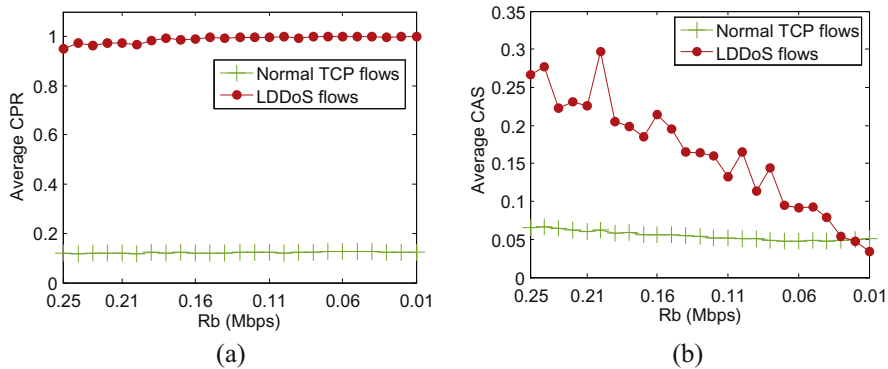 1
0.8
0.6
0.4
0.2
0
Average CPR
Normal TCP flows
LDDoS flows
0.25
0.21
0.16
0.11
0.06
0.01
Rb (Mbps)
(a)
0.35
0.3
0.25
0.2
0.15
0.1
0.05
0
Average CAS
Normal TCP flows
LDDoS flows
0.25
0.21
0.16
0.11
0.06
0.01
Rb (Mbps)
(b)